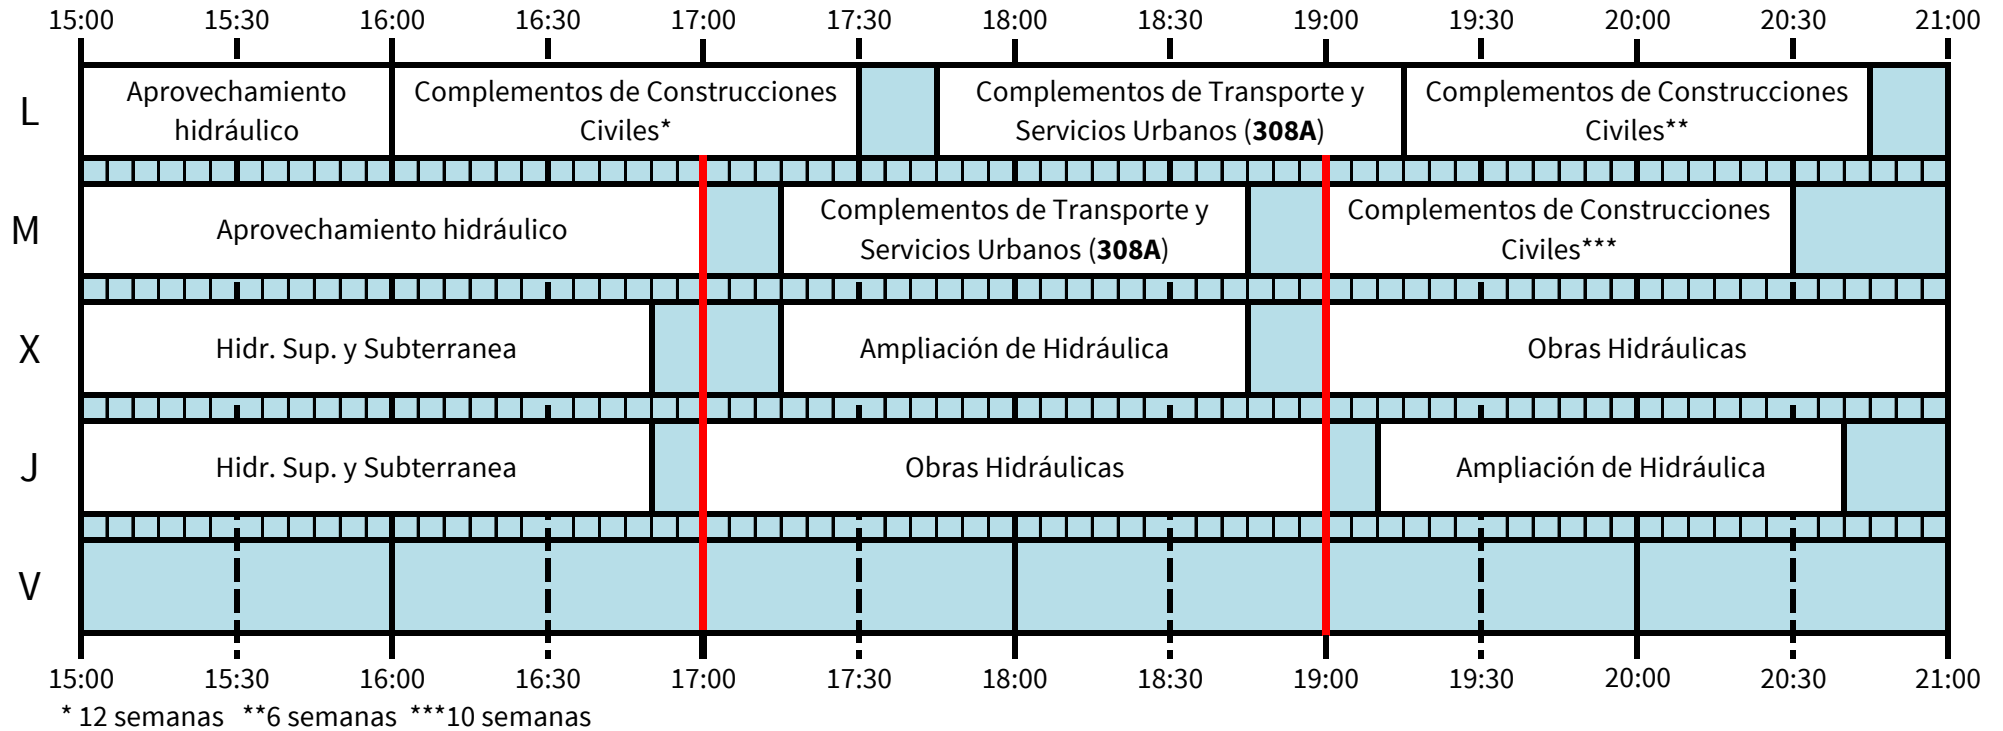 15:00 15:30 16:00 16:30 17:00 17:30 18:00 18:30 19:00 19:30 20:00 20:30 21:00
L
Aprovechamiento
hidráulico
Complementos de Construcciones
Civiles*
Complementos de Transporte y
Servicios Urbanos (308A)
Complementos de Construcciones
Civiles**
M
Aprovechamiento hidráulico
Complementos de Transporte y
Servicios Urbanos (308A)
Complementos de Construcciones
Civiles***
X
Hidr. Sup. y Subterranea
Ampliación de Hidráulica
Obras Hidráulicas
J
Hidr. Sup. y Subterranea
Obras Hidráulicas
Ampliación de Hidráulica
V
15:00 15:30 16:00 16:30 17:00 17:30 18:00 18:30 19:00 19:30 20:00 20:30 21:00
* 12 semanas **6 semanas ***10 semanas